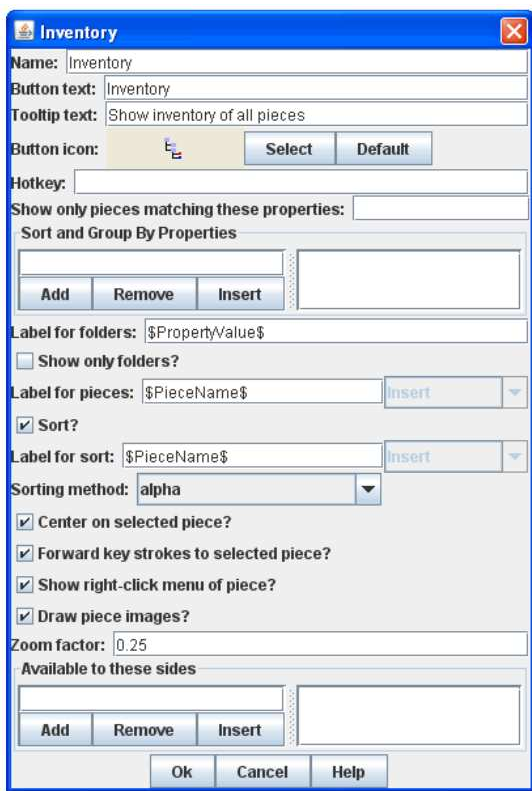 Inventory
Name: Inventory
Button text: Inventory
Tooltip text: Show inventory of all pieces
Button icon: Select Default
Hotkey:
Show only pieces matching these properties:
Sort and Group By Properties
Add Remove Insert
Label for folders: $PropertyValue$
Show only folders?
Label for pieces: $PieceName$ Insert
Sort?
Label for sort: $PieceName$ Insert
Sorting method: alpha
Center on selected piece?
Forward key strokes to selected piece?
Show right-click menu of piece?
Draw piece images?
Zoom factor: 0.25
Available to these sides
Add Remove Insert
Ok Cancel Help